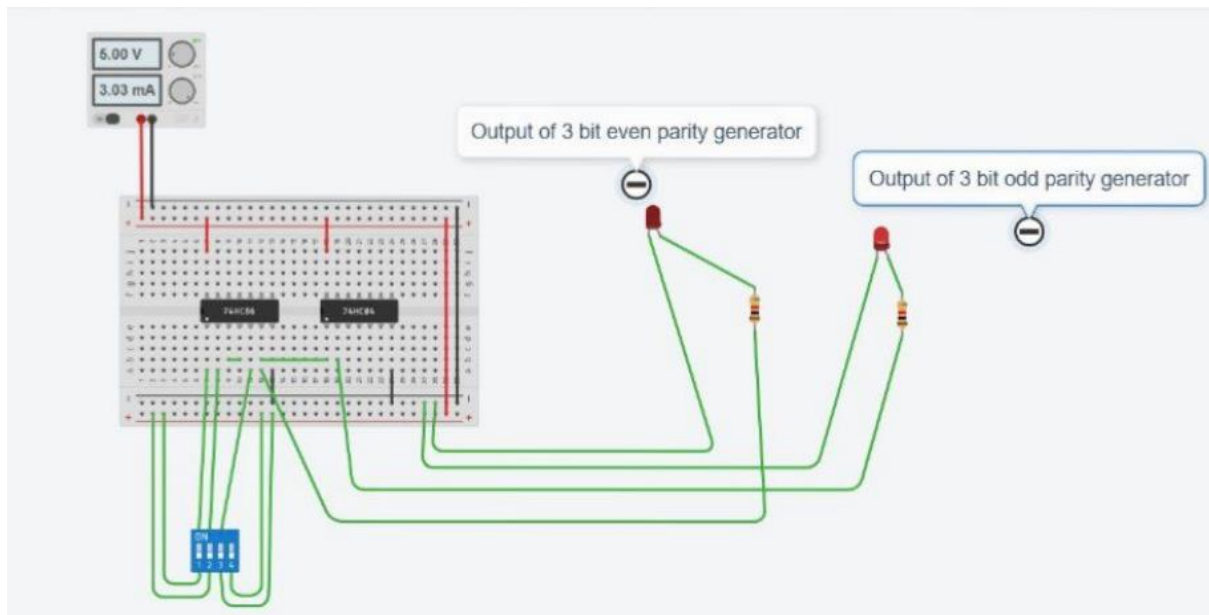 5.00 V
3.03 mA
Output of 3 bit even parity generator
Output of 3 bit odd parity generator
74HC86 74HC04
ON
1 2 3 4